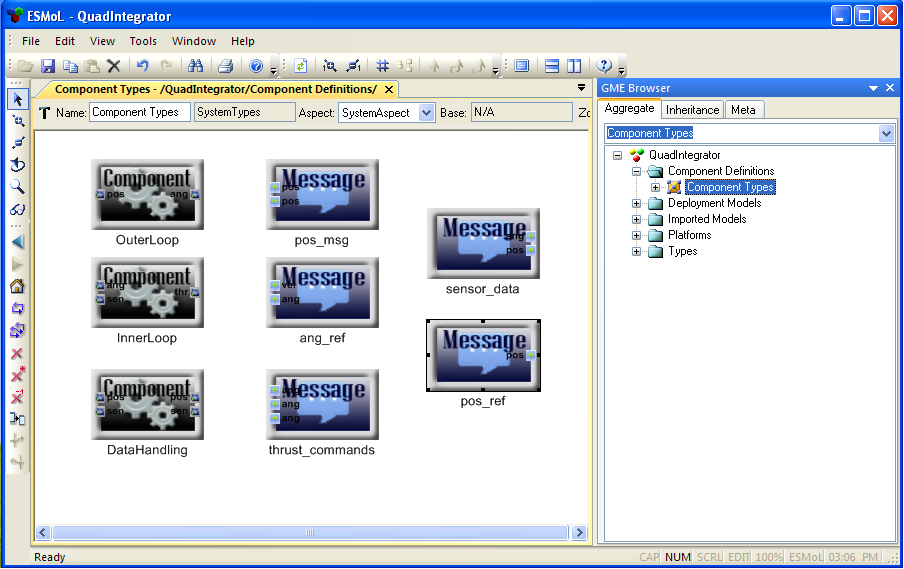 ESMoL - QuadIntegrator
File Edit View Tools Window Help
Component Types - /QuadIntegrator/Component Definitions/
Name: Component Types SystemTypes Aspect: SystemAspect Base: N/A
Component
pos ang
OuterLoop
Message
pos
pos
pos_msg
Message
ang
pos
sensor_data
Component
ang thr
sen
InnerLoop
Message
vel
ang
ang_ref
Message
pos
pos_ref
Component
pos pos
sen sen
DataHandling
Message
ang
ang
ang
thrust_commands
GME Browser
Aggregate Inheritance Meta
Component Types
QuadIntegrator
Component Definitions
Component Types
Deployment Models
Imported Models
Platforms
Types
Ready CAP NUM SCRL EDIT 100% ESMoL 03:06 PM